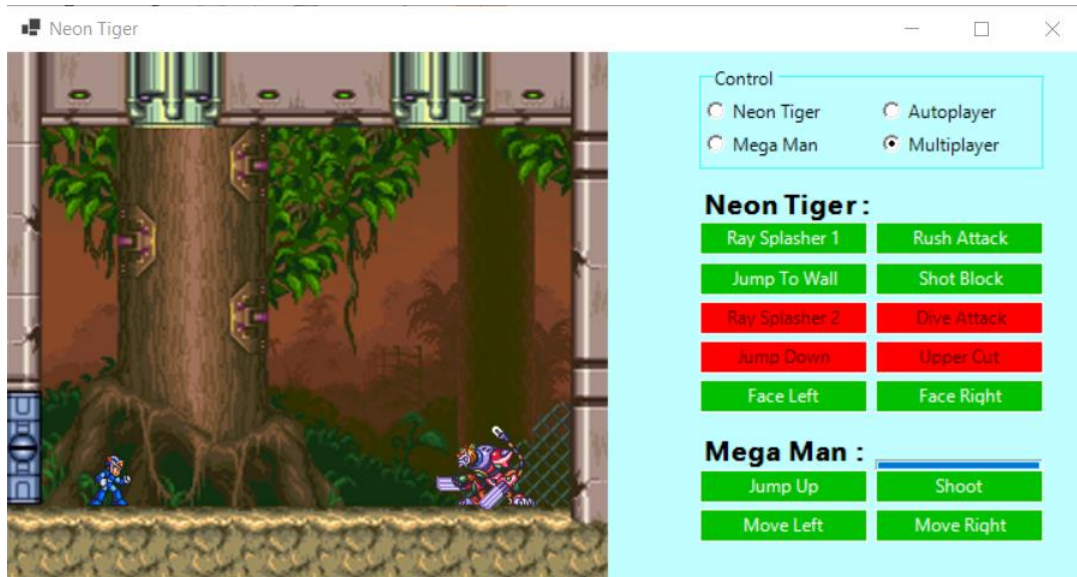 Neon Tiger
Control
Neon Tiger Autoplayer
Mega Man Multiplayer
Neon Tiger :
Ray Splasher 1 Rush Attack
Jump To Wall Shot Block
Ray Splasher 2 Dive Attack
Jump Down Upper Cut
Face Left Face Right
Mega Man :
Jump Up Shoot
Move Left Move Right